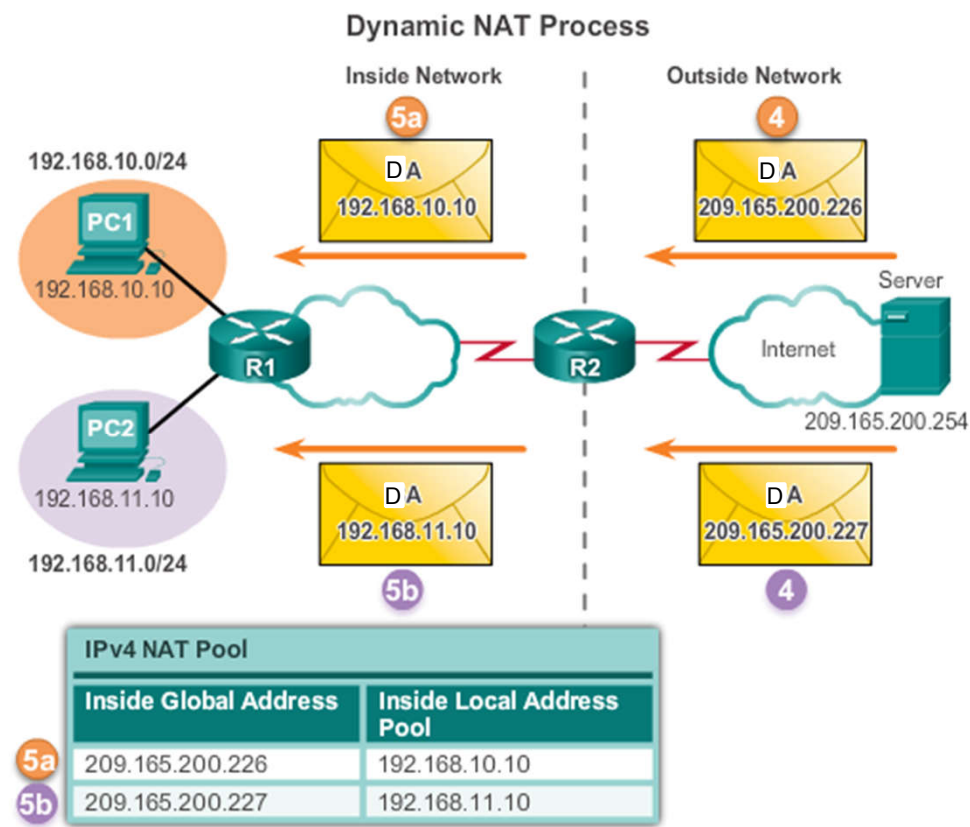 Dynamic NAT Process
Inside Network
Outside Network
5a
4
192.168.10.0/24
DA
192.168.10.10
DA
209.165.200.226
PC1
192.168.10.10
Server
R1
R2
Internet
209.165.200.254
PC2
192.168.11.10
DA
192.168.11.10
DA
209.165.200.227
192.168.11.0/24
5b
4
IPv4 NAT Pool
Inside Global Address
Inside Local Address
Pool
5a
209.165.200.226
192.168.10.10
5b
209.165.200.227
192.168.11.10